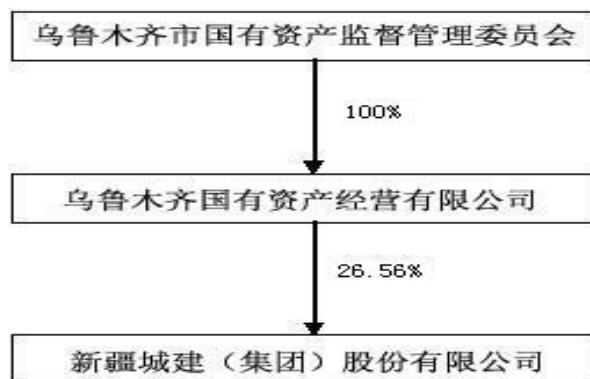 乌鲁木齐市国有资产监督管理委员会
100%
乌鲁木齐国有资产经营有限公司
26.56%
新疆城建（集团）股份有限公司